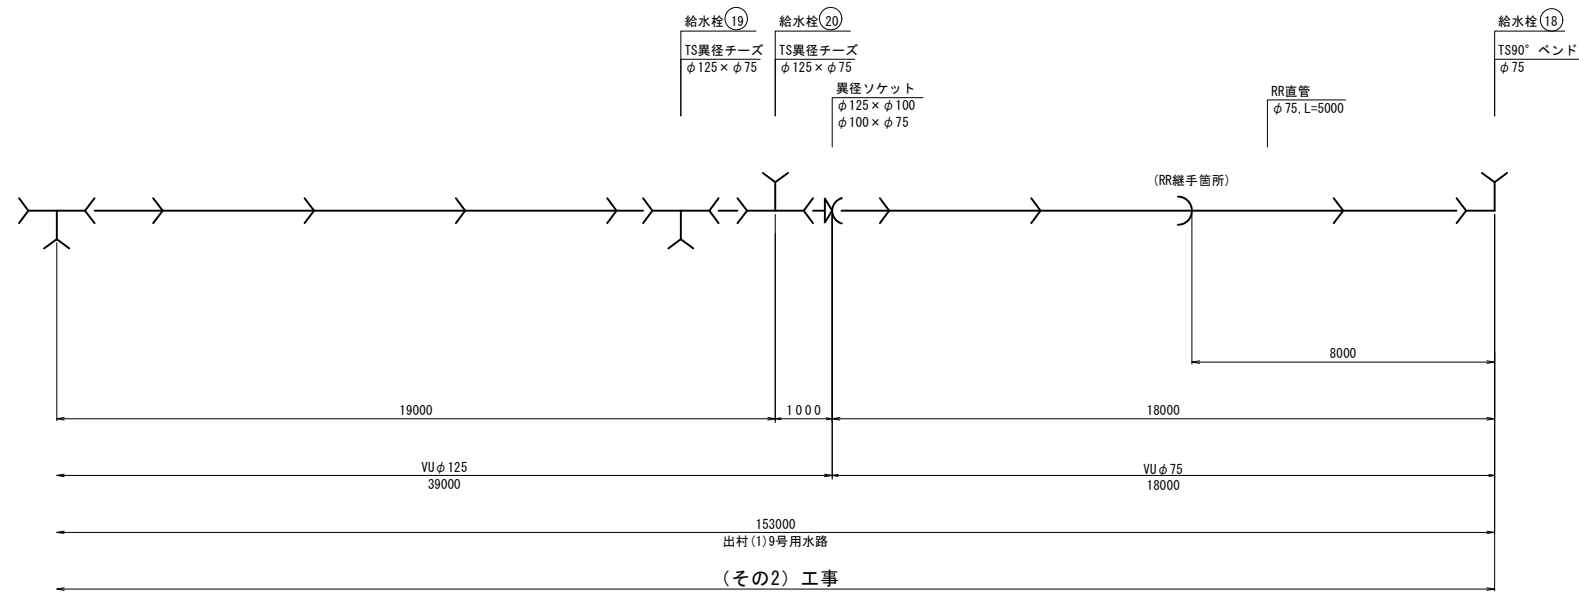 給水栓⑲
TS異径チーズ
φ125×φ75
給水栓⑳
TS異径チーズ
φ125×φ75
異径ソケット
φ125×φ100
φ100×φ75
RR直管
φ75,L=5000
給水栓⑱
TS90°ベンド
φ75
(RR継手箇所)
8000
19000
1000
18000
VUφ125
39000
VUφ75
18000
153000
出村(1)9号用水路
(その2)工事